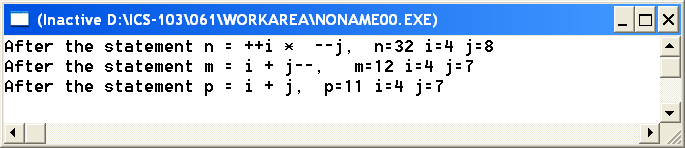 (Inactive D:\ICS-103\061\WORKAREA\NONAME00.EXE)
After the statement n = ++i *  --j,  n=32 i=4 j=8
After the statement m = i + j--,   m=12 i=4 j=7
After the statement p = i + j,  p=11 i=4 j=7